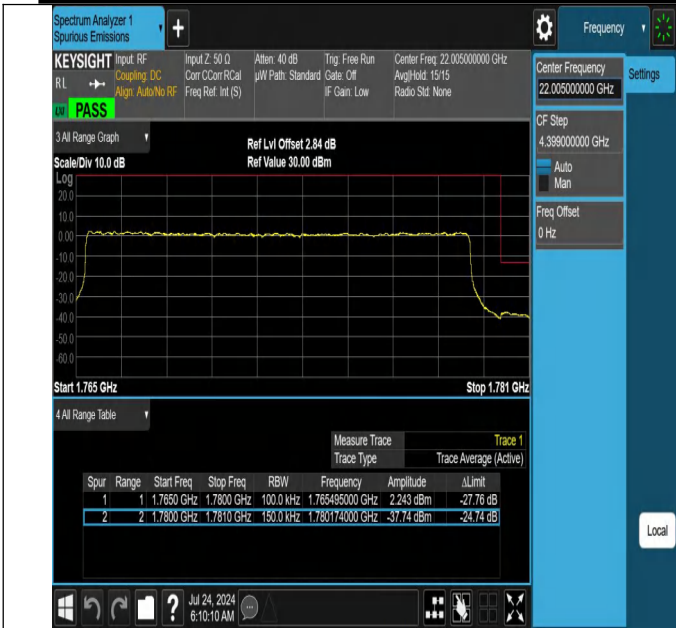 Spectrum Analyzer 1
Spurious Emissions
+
Frequency
KEYSIGHT
RL
Input: RF
Coupling: DC
Align: Auto/No RF
Input Z: 50 Ω
Corr CCorr RCal
Freq Ref: Int (S)
Atten: 40 dB
µW Path: Standard
Trig: Free Run
Gate: Off
IF Gain: Low
Center Freq: 22.005000000 GHz
Avg|Hold: 15/15
Radio Std: None
PASS
Center Frequency
22.005000000 GHz
Settings
CF Step
4.399000000 GHz
Auto
Man
Freq Offset
0 Hz
3 All Range Graph
Scale/Div 10.0 dB
Ref Lvl Offset 2.84 dB
Ref Value 30.00 dBm
Log
20.0
10.0
0.00
-10.0
-20.0
-30.0
-40.0
-50.0
-60.0
Start 1.765 GHz
Stop 1.781 GHz
4 All Range Table
Measure Trace Trace 1
Trace Type Trace Average (Active)
Spur Range Start Freq Stop Freq RBW Frequency Amplitude ΔLimit
1 1 1.7650 GHz 1.7800 GHz 100.0 kHz 1.765495000 GHz 2.243 dBm -27.76 dB
2 2 1.7800 GHz 1.7810 GHz 150.0 kHz 1.780174000 GHz -37.74 dBm -24.74 dB
Local
?
Jul 24, 2024
6:10:10 AM